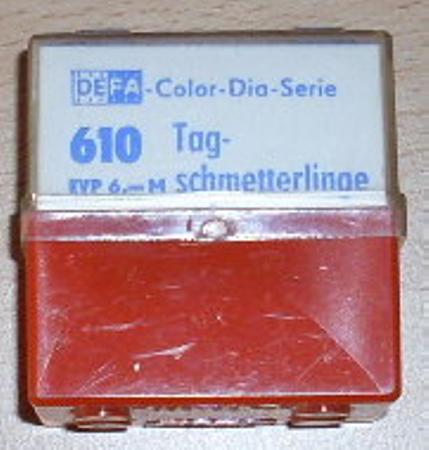 DEFA-Color-Dia-Serie
610 Tag-
EVP 6,— M schmetterlinge